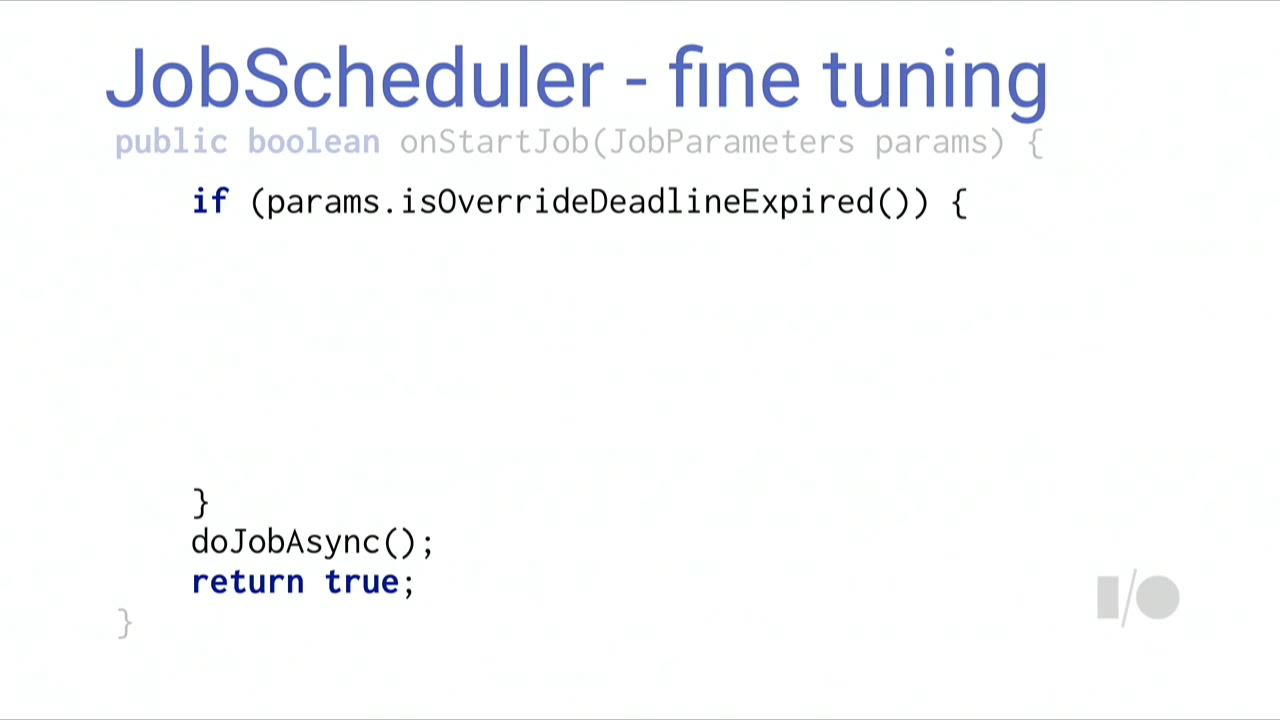 JobScheduler - fine tuning
public boolean onStartJob(JobParameters params) {
if (params.isOverrideDeadlineExpired()) {
}
doJobAsync();
return true;
}
I/O